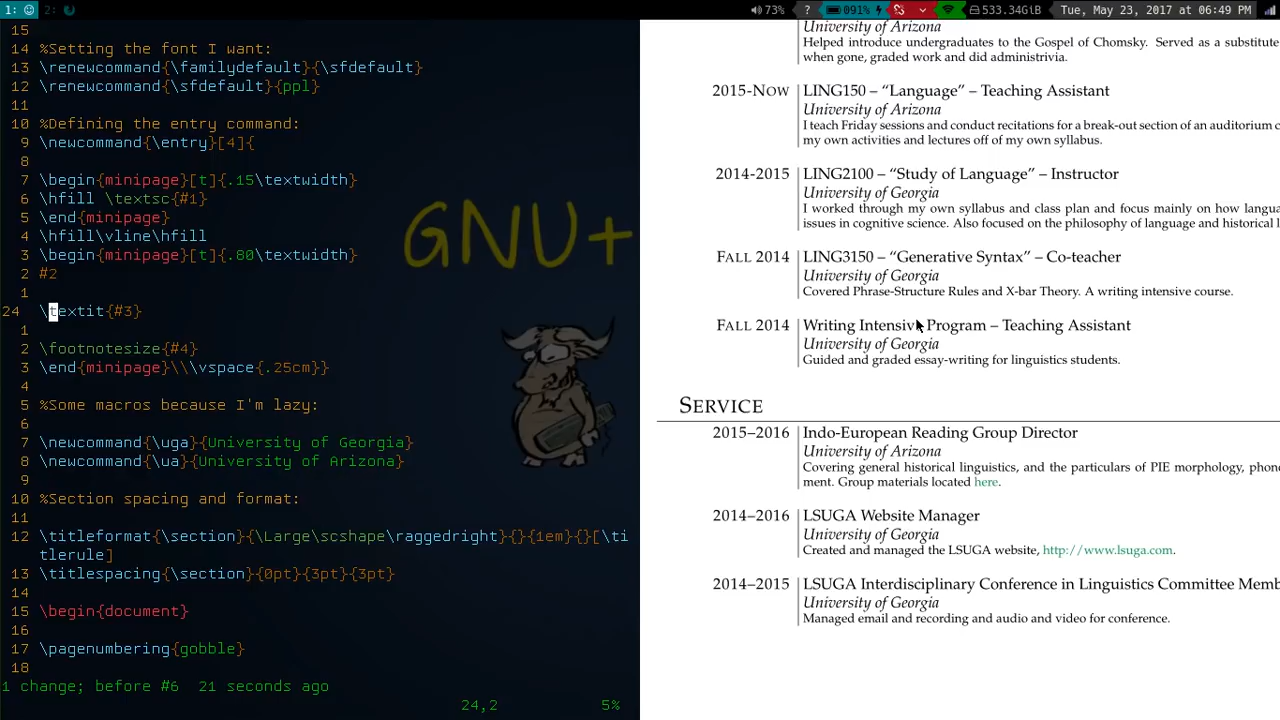 1: 2: 73% ? 091% 533.34GiB Tue, May 23, 2017 at 06:49 PM
15
14 %Setting the font I want:
13 \renewcommand{\familydefault}{\sfdefault}
12 \renewcommand{\sfdefault}{ppl}
11
10 %Defining the entry command:
9 \newcommand{\entry}[4]{
8
7 \begin{minipage}[t]{.15\textwidth}
6 \hfill \textsc{#1}
5 \end{minipage}
4 \hfill\vline\hfill
3 \begin{minipage}[t]{.80\textwidth}
2 #2
1
24 \textit{#3}
1
2 \footnotesize{#4}
3 \end{minipage}\\\vspace{.25cm}}
4
5 %Some macros because I'm lazy:
6
7 \newcommand{\uga}{University of Georgia}
8 \newcommand{\ua}{University of Arizona}
9
10 %Section spacing and format:
11
12 \titleformat{\section}{\Large\scshape\raggedright}{}{1em}{}[\ti
tlerule]
13 \titlespacing{\section}{0pt}{3pt}{3pt}
14
15 \begin{document}
16
17 \pagenumbering{gobble}
18
1 change; before #6 21 seconds ago
24,2 5%
GNU+
University of Arizona
Helped introduce undergraduates to the Gospel of Chomsky. Served as a substitute
when gone, graded work and did administrivia.
2015-Now LING150 – “Language” – Teaching Assistant
University of Arizona
I teach Friday sessions and conduct recitations for a break-out section of an auditorium
my own activities and lectures off of my own syllabus.
2014-2015 LING2100 – “Study of Language” – Instructor
University of Georgia
I worked through my own syllabus and class plan and focus mainly on how
issues in cognitive science. Also focused on the philosophy of language and historical
Fall 2014 LING3150 – “Generative Syntax” – Co-teacher
University of Georgia
Covered Phrase-Structure Rules and X-bar Theory. A writing intensive course.
Fall 2014 Writing Intensive Program – Teaching Assistant
University of Georgia
Guided and graded essay-writing for linguistics students.
Service
2015–2016 Indo-European Reading Group Director
University of Arizona
Covering general historical linguistics, and the particulars of PIE morphology,
ment. Group materials located here.
2014–2016 LSUGA Website Manager
University of Georgia
Created and managed the LSUGA website, http://www.lsuga.com.
2014–2015 LSUGA Interdisciplinary Conference in Linguistics Committee
University of Georgia
Managed email and recording and audio and video for conference.